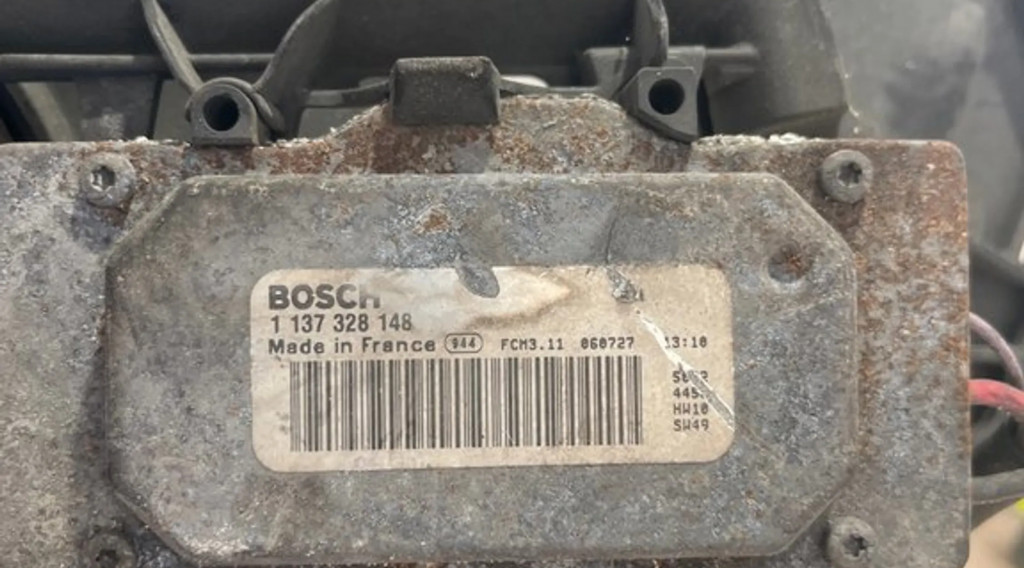 BOSCH
1 137 328 148
Made in France 944 FCM3.11 060727 13:10
HW10
SW49